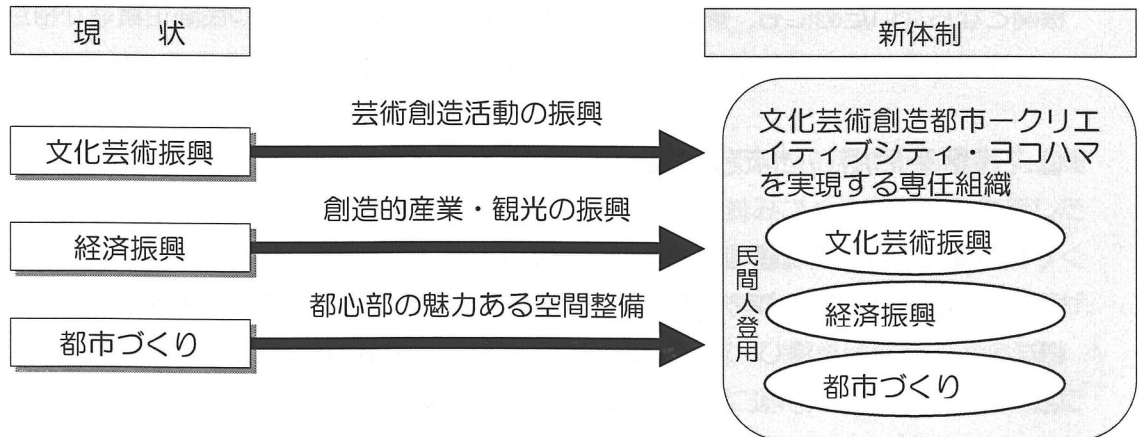 現　状
新体制
芸術創造活動の振興
文化芸術振興
創造的産業・観光の振興
経済振興
都心部の魅力ある空間整備
都市づくり
文化芸術創造都市ークリエ
イティブシティ・ヨコハマ
を実現する専任組織
民間人登用
文化芸術振興
経済振興
都市づくり